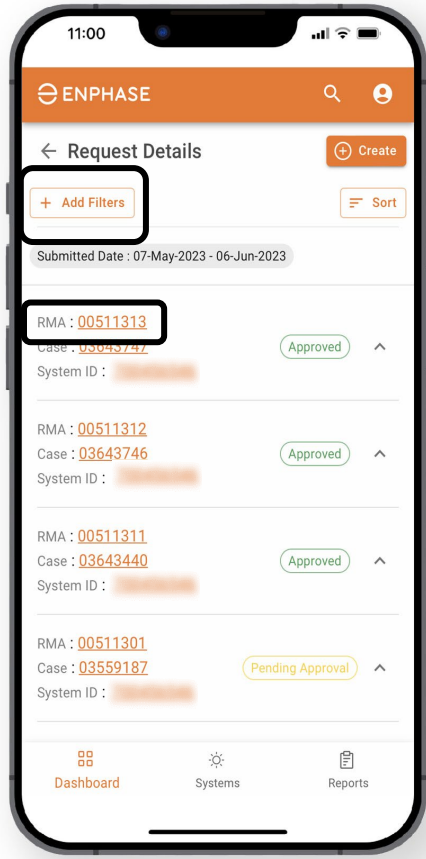 11:00
ENPHASE
Request Details
Create
+ Add Filters
Sort
Submitted Date : 07-May-2023 - 06-Jun-2023
RMA : 00511313
Case : 03643747
Approved
System ID :
RMA : 00511312
Case : 03643746
Approved
System ID :
RMA : 00511311
Case : 03643440
Approved
System ID :
RMA : 00511301
Case : 03559187
Pending Approval
System ID :
Dashboard
Systems
Reports